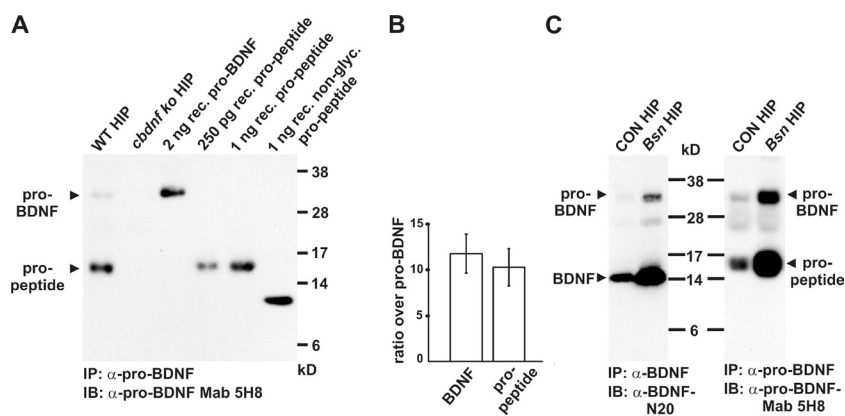 A
WT HIP
cbdnf ko HIP
2 ng rec. pro-BDNF
250 pg rec. pro-peptide
1 ng rec. pro-peptide
1 ng rec. non-glyc.
pro-peptide
pro-
BDNF
pro-
peptide
38
28
17
14
6
kD
IP: α-pro-BDNF
IB: α-pro-BDNF Mab 5H8
B
ratio over pro-BDNF
15
10
5
0
BDNF
pro-
peptide
C
CON HIP
Bsn HIP
kD
CON HIP
Bsn HIP
pro-
BDNF
BDNF
38
28
17
14
6
pro-
BDNF
pro-
peptide
IP: α-BDNF
IB: α-BDNF-
N20
IP: α-pro-BDNF
IB: α-pro-BDNF-
Mab 5H8